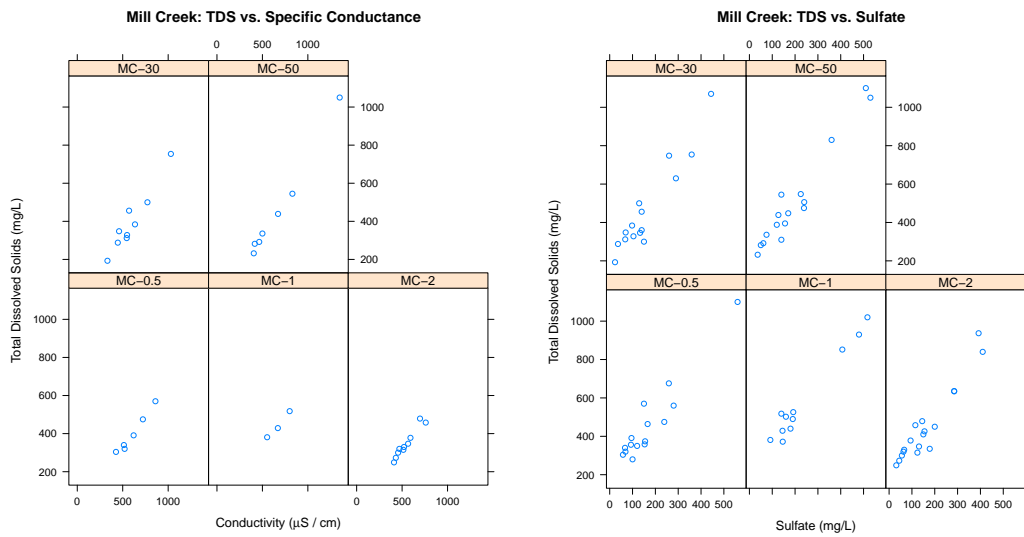 Mill Creek: TDS vs. Specific Conductance
0 500 1000
MC−30 MC−50
1000
800
600
400
200
MC−0.5 MC−1 MC−2
1000
800
600
400
200
0 500 1000 0 500 1000
Total Dissolved Solids (mg/L)
Conductivity (μS / cm)
Mill Creek: TDS vs. Sulfate
0 100 200 300 400 500
MC−30 MC−50
1000
800
600
400
200
MC−0.5 MC−1 MC−2
1000
800
600
400
200
0 100 200 300 400 500 0 100 200 300 400 500
Total Dissolved Solids (mg/L)
Sulfate (mg/L)